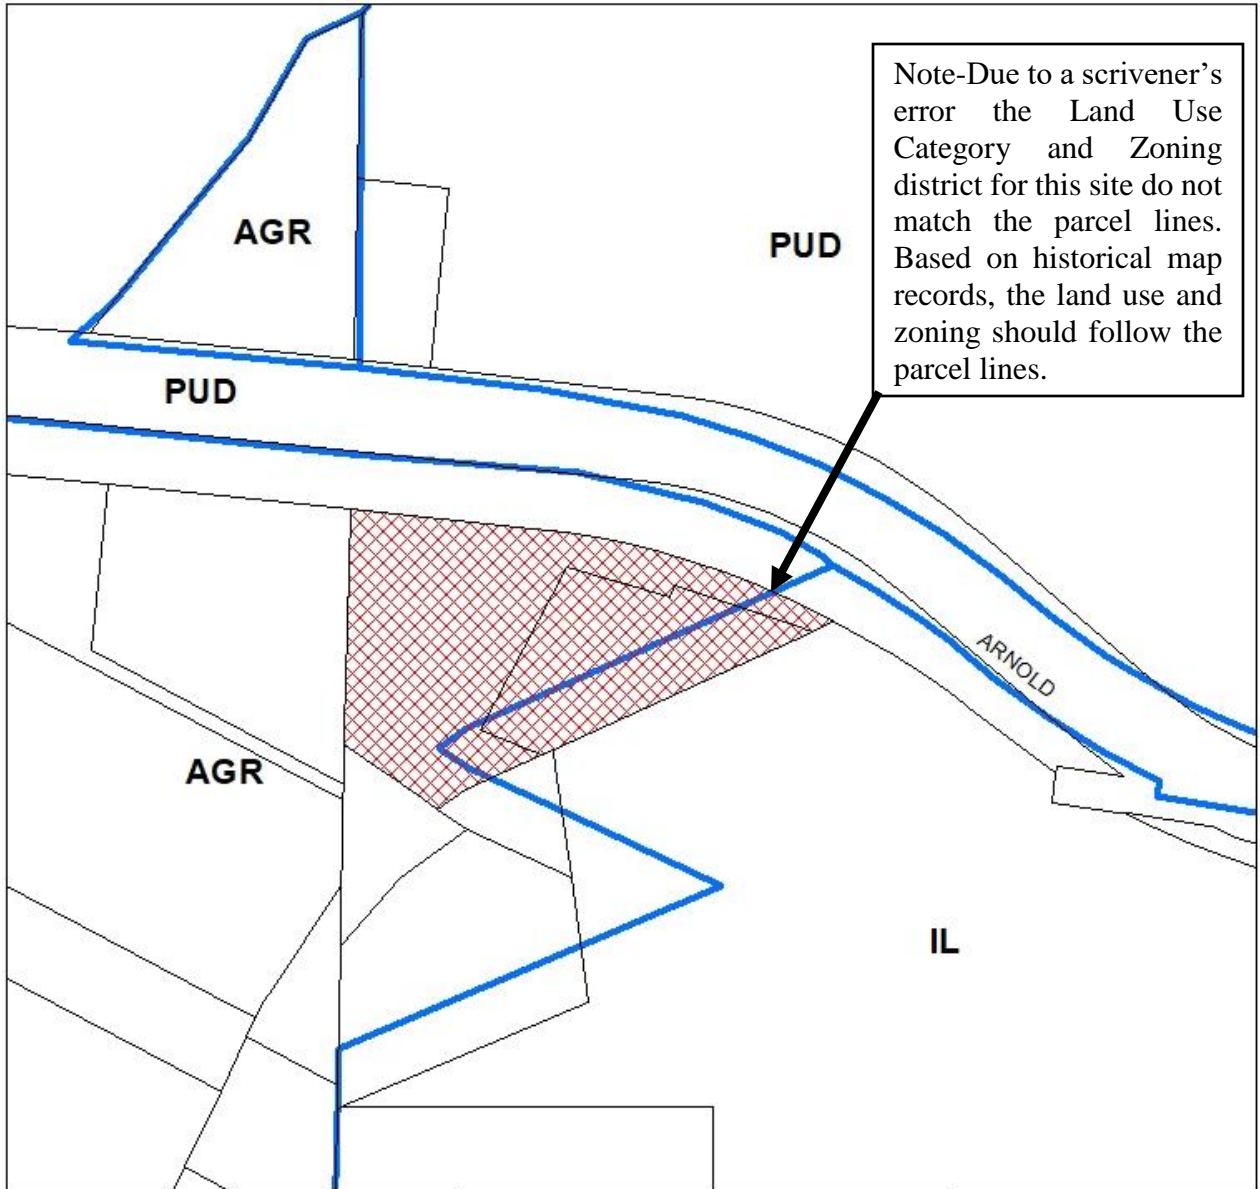 Note-Due to a scrivener’s
error the Land Use
Category and Zoning
district for this site do not
match the parcel lines.
Based on historical map
records, the land use and
zoning should follow the
parcel lines.
AGR
PUD
PUD
ARNOLD
AGR
IL